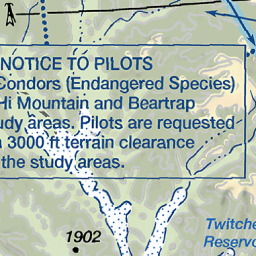 NOTICE TO PILOTS
Condors (Endangered Species)
Hi Mountain and Beartrap
udy areas. Pilots are requested
a 3000 ft terrain clearance
the study areas.
1902
Twitche
Reservo